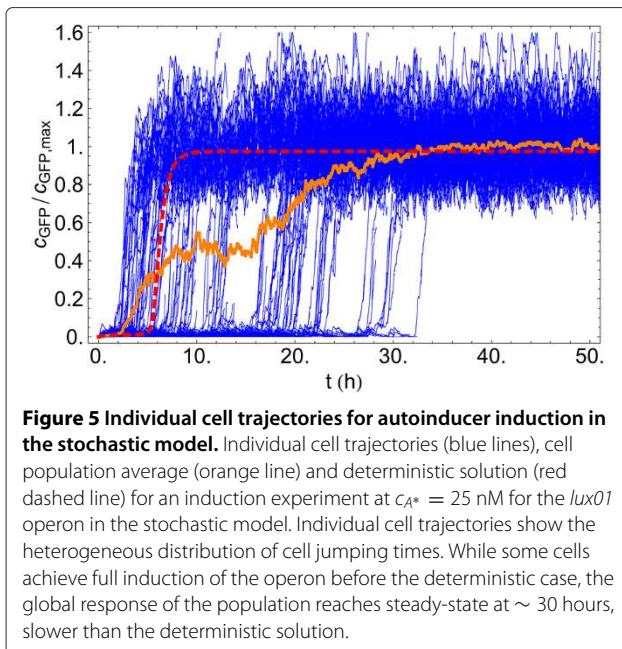 1.6
1.4
1.2
1.
0.8
0.6
0.4
0.2
0.
c_GFP / c_GFP,max
0. 10. 20. 30. 40. 50.
t (h)
Figure 5 Individual cell trajectories for autoinducer induction in
the stochastic model. Individual cell trajectories (blue lines), cell
population average (orange line) and deterministic solution (red
dashed line) for an induction experiment at c_A* = 25 nM for the lux01
operon in the stochastic model. Individual cell trajectories show the
heterogeneous distribution of cell jumping times. While some cells
achieve full induction of the operon before the deterministic case, the
global response of the population reaches steady-state at ∼ 30 hours,
slower than the deterministic solution.